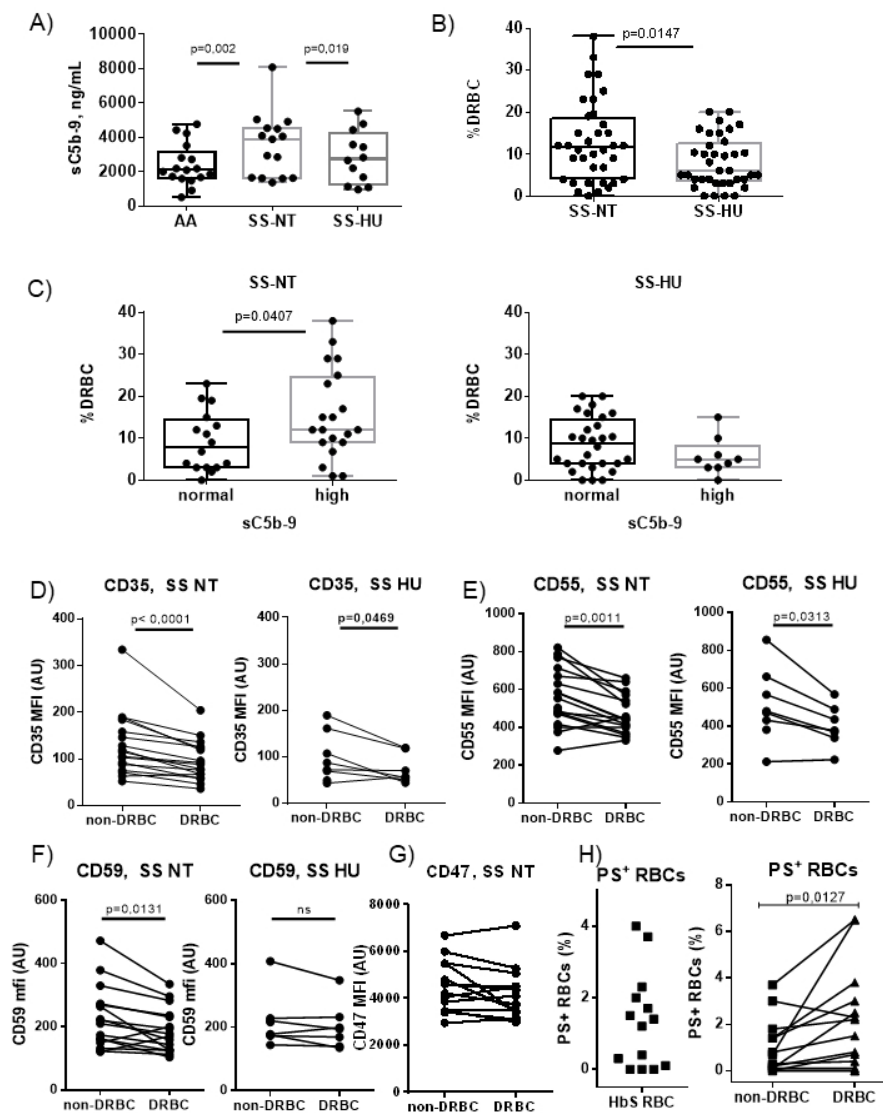 A)
p=0,002
p=0,019
10000
8000
6000
4000
2000
0
sC5b-9, ng/mL
AA
SS-NT
SS-HU
B)
p=0.0147
40
30
20
10
0
%DRBC
SS-NT
SS-HU
C)
SS-NT
p=0.0407
40
30
20
10
0
%DRBC
normal
high
sC5b-9
SS-HU
40
30
20
10
0
%DRBC
normal
high
sC5b-9
D)
CD35, SS NT
p< 0,0001
400
300
200
100
0
CD35 MFI (AU)
non-DRBC
DRBC
CD35, SS HU
p=0,0469
400
300
200
100
0
CD35 MFI (AU)
non-DRBC
DRBC
E)
CD55, SS NT
p=0,0011
1000
800
600
400
200
0
CD55 MFI (AU)
non-DRBC
DRBC
CD55, SS HU
p=0,0313
1000
800
600
400
200
0
CD55 MFI (AU)
non-DRBC
DRBC
F)
CD59, SS NT
p=0,0131
600
400
200
0
CD59 mfi (AU)
non-DRBC
DRBC
CD59, SS HU
ns
600
400
200
0
CD59 mfi (AU)
non-DRBC
DRBC
G)
CD47, SS NT
8000
6000
4000
2000
0
CD47 MFI (AU)
non-DRBC
DRBC
H)
PS+ RBCs
4
2
0
PS+ RBCs (%)
HbS RBC
PS+ RBCs
p=0,0127
8
6
4
2
0
PS+ RBCs (%)
non-DRBC
DRBC